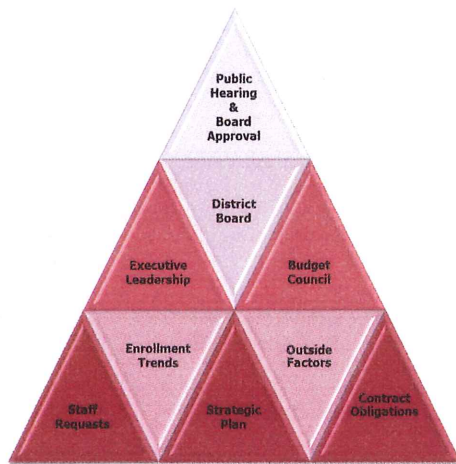 Public
Hearing
&
Board
Approval
District
Board
Executive
Leadership
Budget
Council
Enrollment
Trends
Outside
Factors
Staff
Requests
Strategic
Plan
Contract
Obligations